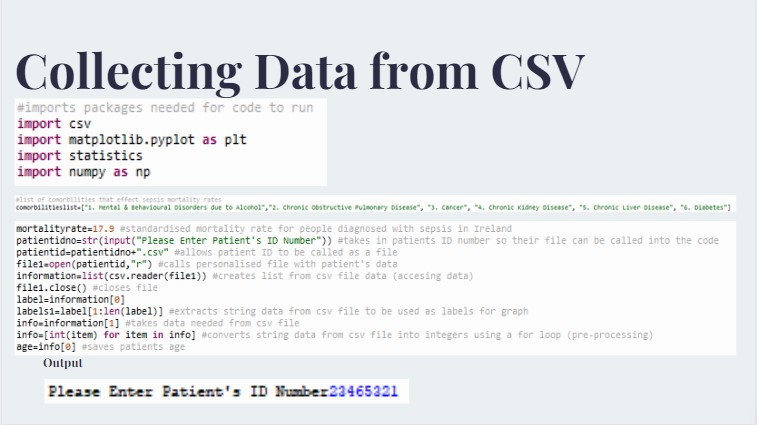 Collecting Data from CSV
#imports packages needed for code to run
import csv
import matplotlib.pyplot as plt
import statistics
import numpy as np
#list of comorbilities that effect sepsis mortality rates
comorbilitieslist=["1. Mental & Behavioural Disorders due to Alcohol","2. Chronic Obstructive Pulmonary Disease", "3. Cancer", "4. Chronic Kidney Disease", "5. Chronic Liver Disease", "6. Diabetes"]
mortalityrate=17.9 #standardised mortality rate for people diagnosed with sepsis in Ireland
patientidno=str(input("Please Enter Patient's ID Number")) #takes in patients ID number so their file can be called into the code
patientid=patientidno+".csv" #allows patient ID to be called as a file
file1=open(patientid,"r") #calls personalised file with patient's data
information=list(csv.reader(file1)) #creates list from csv file data (accesing data)
file1.close() #closes file
label=information[0]
labels1=label[1:len(label)] #extracts string data from csv file to be used as labels for graph
info=information[1] #takes data needed from csv file
info=[int(item) for item in info] #converts string data from csv file into integers using a for loop (pre-processing)
age=info[0] #saves patients age
Output
Please Enter Patient's ID Number23465321